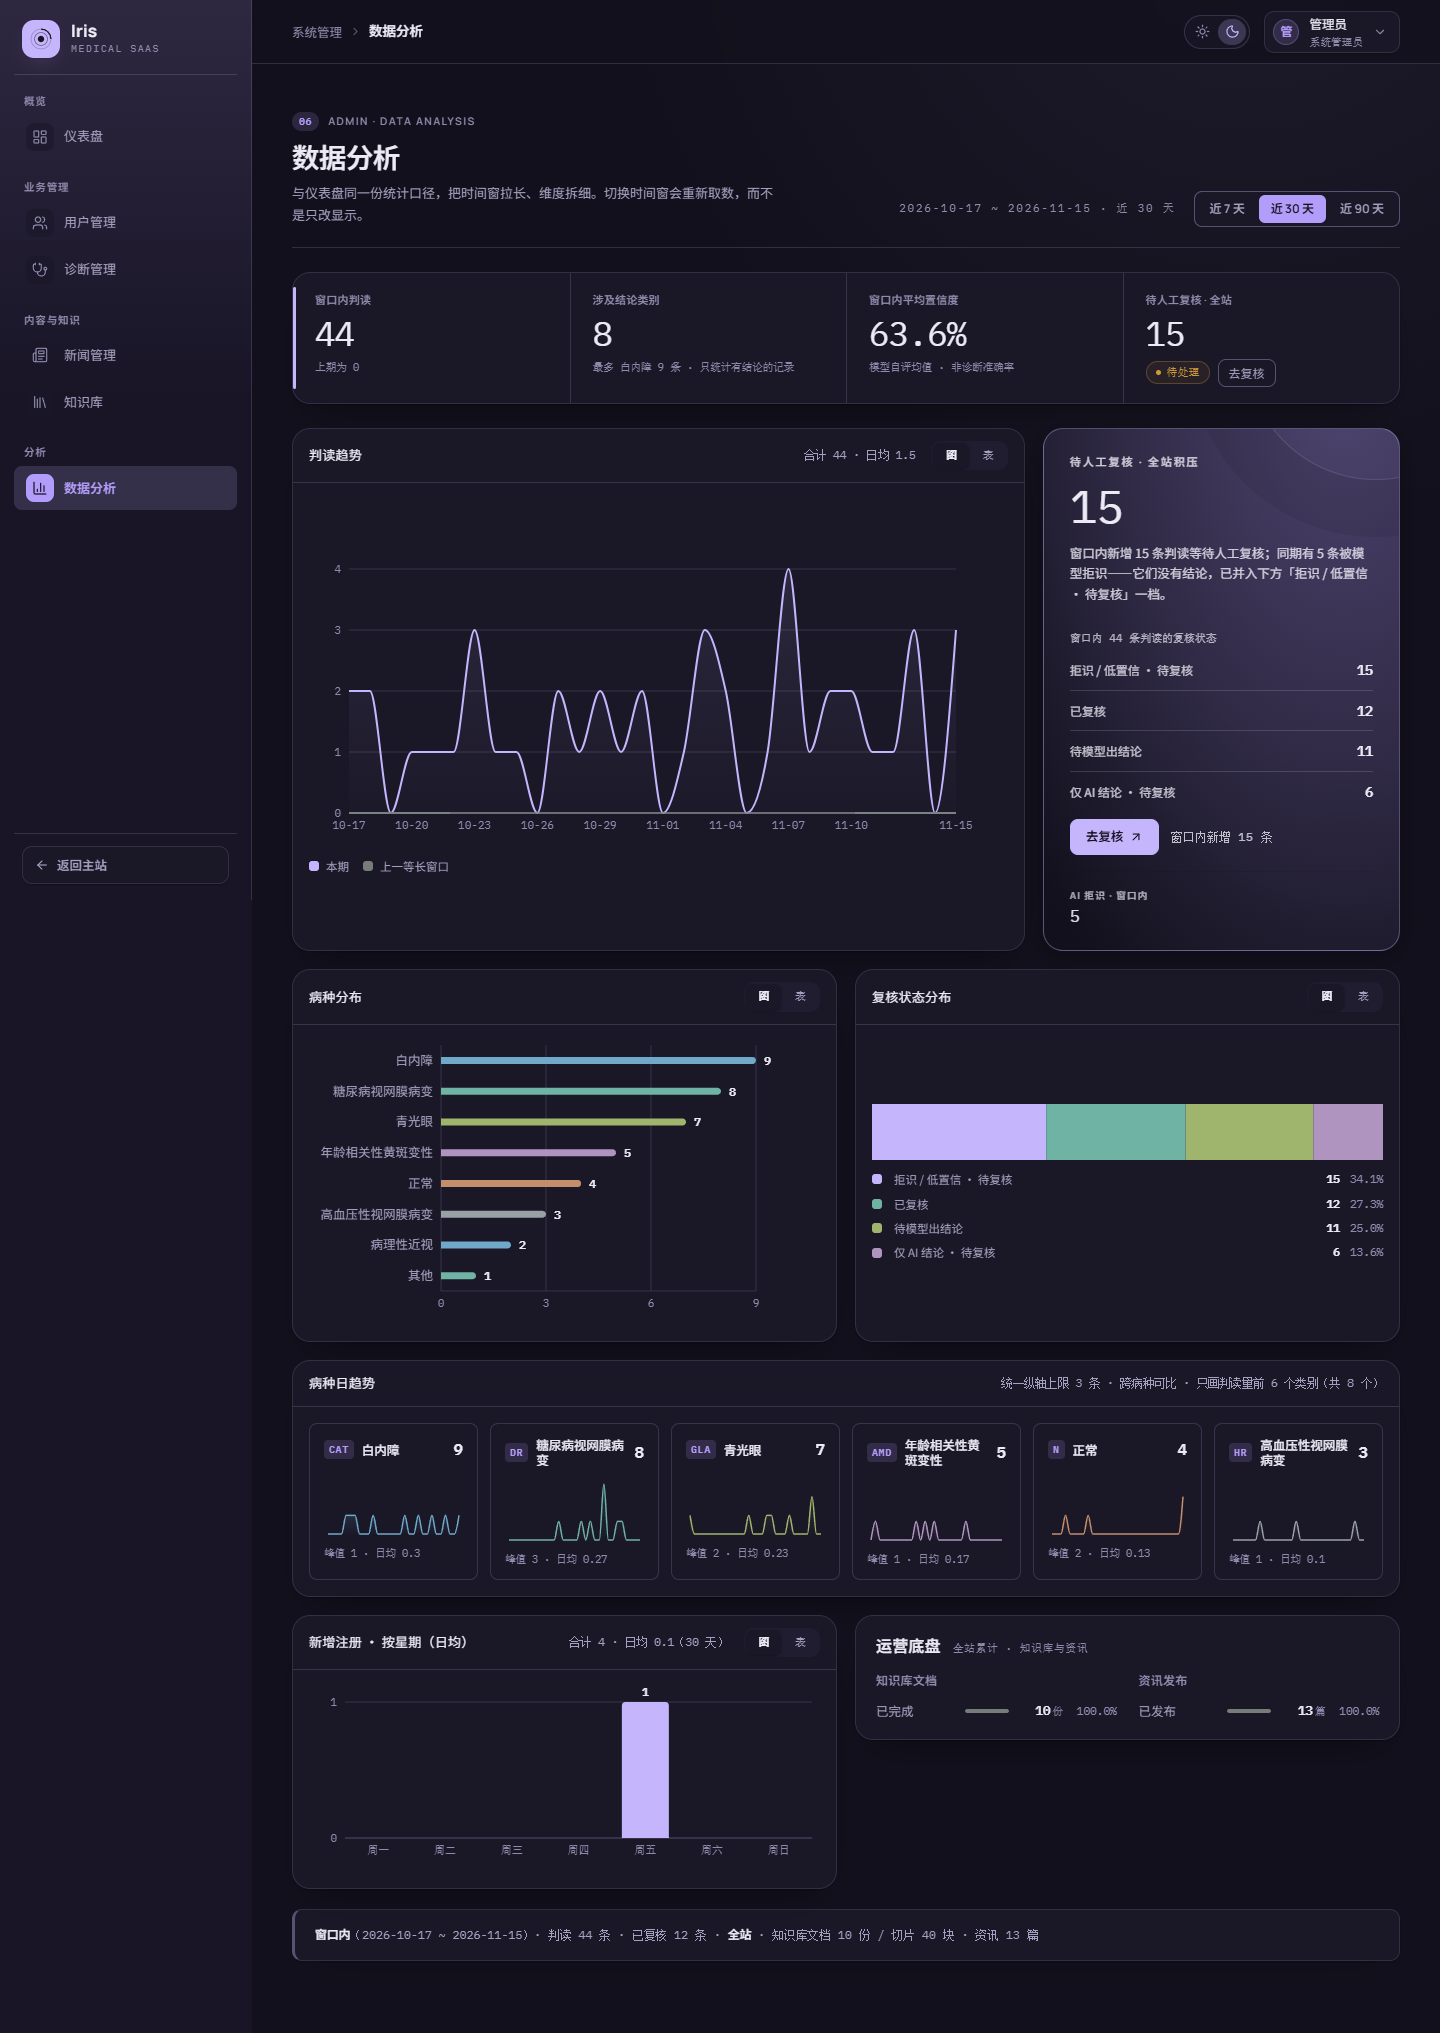 Iris
MEDICAL SAAS
概览
仪表盘
业务管理
用户管理
诊断管理
内容与知识
新闻管理
知识库
分析
数据分析
返回主站
系统管理 > 数据分析
管
管理员
系统管理员
06 ADMIN · DATA ANALYSIS
数据分析
与仪表盘同一份统计口径，把时间窗拉长、维度拆细。切换时间窗会重新取数，而不
是只改显示。
2026-10-17 ~ 2026-11-15 · 近 30 天
近 7 天 近 30 天 近 90 天
窗口内判读
44
上期为 0
涉及结论类别
8
最多 白内障 9 条 · 只统计有结论的记录
窗口内平均置信度
63.6%
模型自评均值 · 非诊断准确率
待人工复核 · 全站
15
待处理 去复核
判读趋势
合计 44 · 日均 1.5 图 表
4
3
2
1
0
10-17 10-20 10-23 10-26 10-29 11-01 11-04 11-07 11-10 11-15
本期 上一等长窗口
待人工复核 · 全站积压
15
窗口内新增 15 条判读等待人工复核；同期有 5 条被模
型拒识——它们没有结论，已并入下方「拒识 / 低置信
· 待复核」一档。
窗口内 44 条判读的复核状态
拒识 / 低置信 · 待复核 15
已复核 12
待模型出结论 11
仅 AI 结论 · 待复核 6
去复核 窗口内新增 15 条
AI 拒识 · 窗口内
5
病种分布 图 表
白内障 9
糖尿病视网膜病变 8
青光眼 7
年龄相关性黄斑变性 5
正常 4
高血压性视网膜病变 3
病理性近视 2
其他 1
0 3 6 9
复核状态分布 图 表
拒识 / 低置信 · 待复核 15 34.1%
已复核 12 27.3%
待模型出结论 11 25.0%
仅 AI 结论 · 待复核 6 13.6%
病种日趋势
统一纵轴上限 3 条 · 跨病种可比 · 只画判读量前 6 个类别（共 8 个）
CAT 白内障 9
峰值 1 · 日均 0.3
DR 糖尿病视网膜病
变 8
峰值 3 · 日均 0.27
GLA 青光眼 7
峰值 2 · 日均 0.23
AMD 年龄相关性黄
斑变性 5
峰值 1 · 日均 0.17
N 正常 4
峰值 2 · 日均 0.13
HR 高血压性视网膜
病变 3
峰值 1 · 日均 0.1
新增注册 · 按星期（日均）
合计 4 · 日均 0.1（30 天） 图 表
1
1
0
周一 周二 周三 周四 周五 周六 周日
运营底盘 全站累计 · 知识库与资讯
知识库文档
已完成 10 份 100.0%
资讯发布
已发布 13 篇 100.0%
窗口内（2026-10-17 ~ 2026-11-15）· 判读 44 条 · 已复核 12 条 · 全站 · 知识库文档 10 份 / 切片 40 块 · 资讯 13 篇